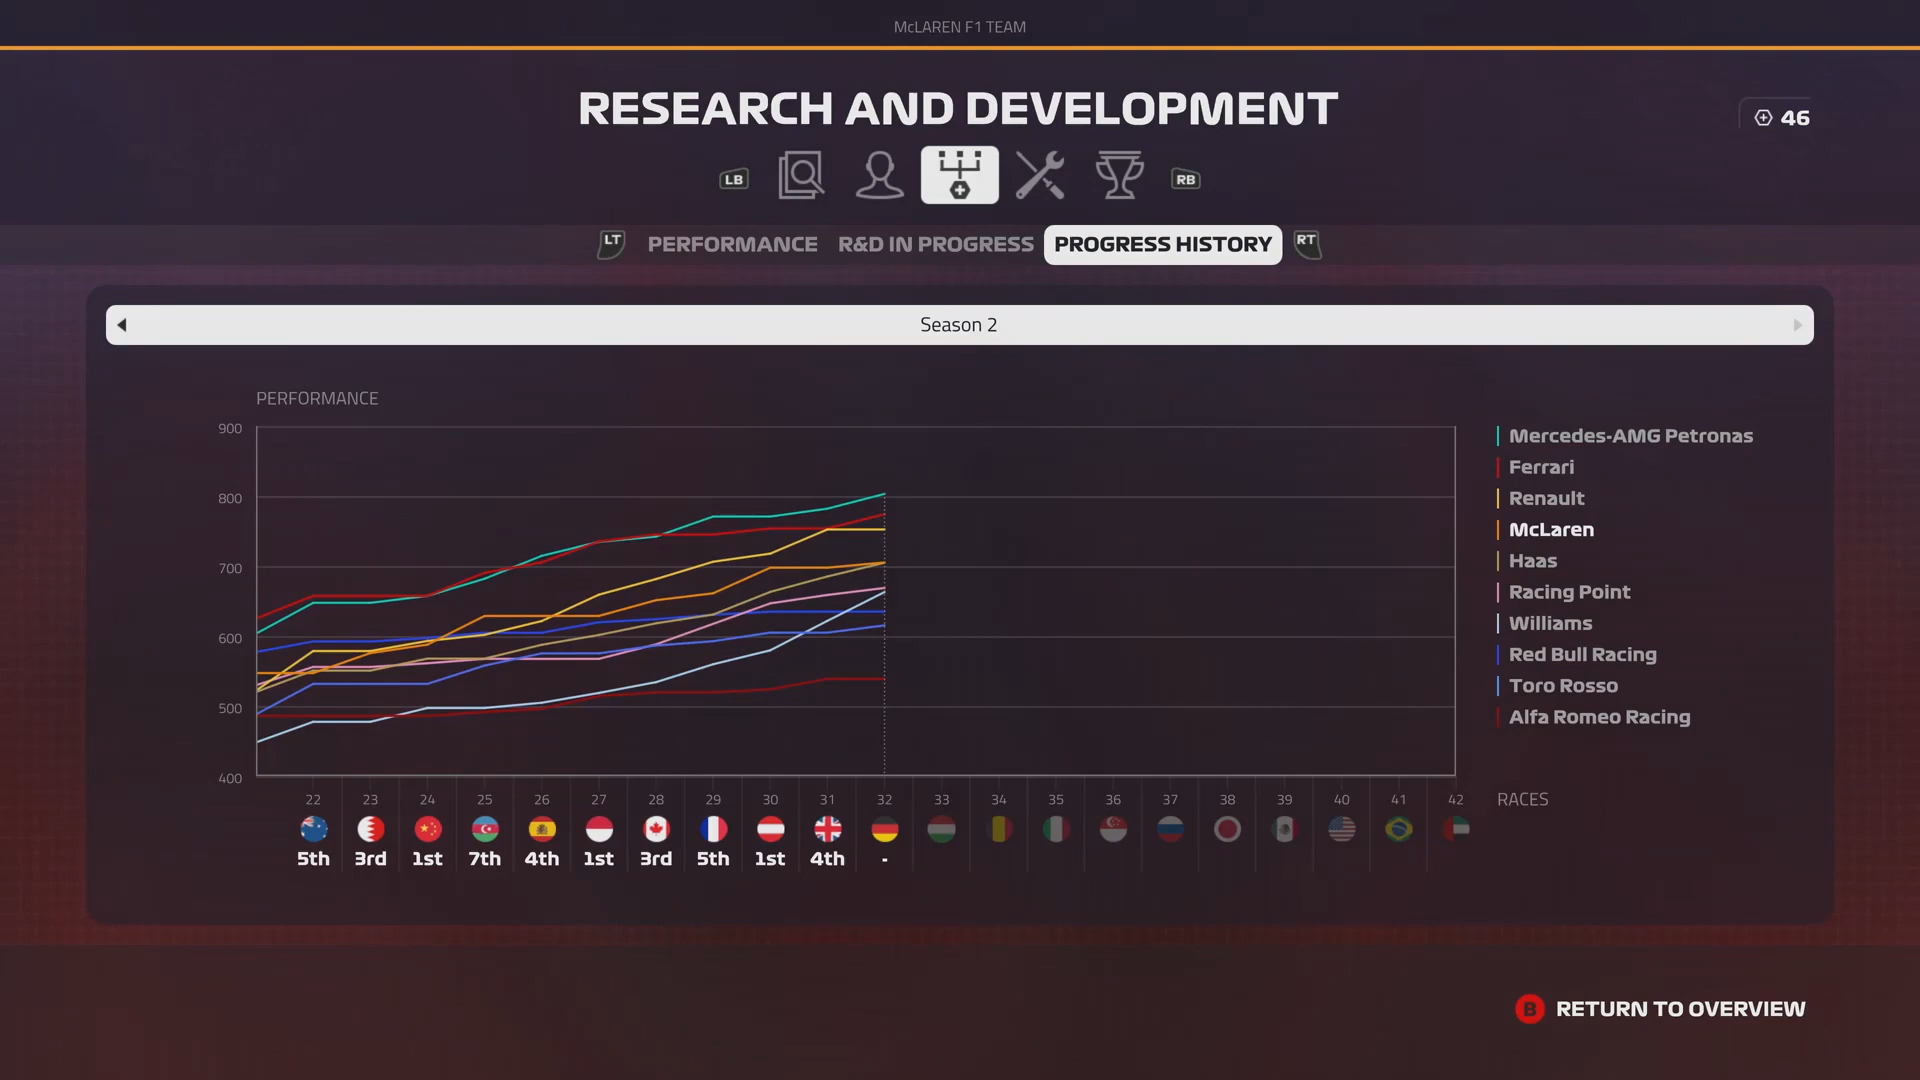 McLAREN F1 TEAM
RESEARCH AND DEVELOPMENT
46
LB
RB
LT PERFORMANCE R&D IN PROGRESS PROGRESS HISTORY RT
Season 2
PERFORMANCE
900
800
700
600
500
400
Mercedes-AMG Petronas
Ferrari
Renault
McLaren
Haas
Racing Point
Williams
Red Bull Racing
Toro Rosso
Alfa Romeo Racing
22 23 24 25 26 27 28 29 30 31 32 33 34 35 36 37 38 39 40 41 42 RACES
5th 3rd 1st 7th 4th 1st 3rd 5th 1st 4th -
B RETURN TO OVERVIEW